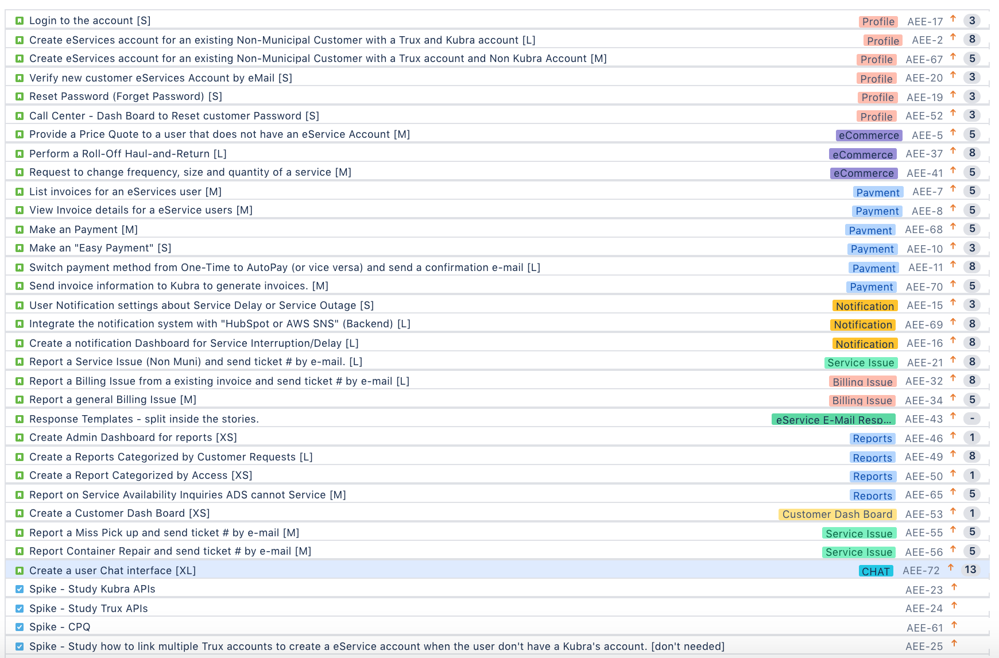 Login to the account [S] Profile AEE-17 3
Create eServices account for an existing Non-Municipal Customer with a Trux and Kubra account [L] Profile AEE-2 8
Create eServices account for an existing Non-Municipal Customer with a Trux account and Non Kubra Account [M] Profile AEE-67 5
Verify new customer eServices Account by eMail [S] Profile AEE-20 3
Reset Password (Forget Password) [S] Profile AEE-19 3
Call Center - Dash Board to Reset customer Password [S] Profile AEE-52 3
Provide a Price Quote to a user that does not have an eService Account [M] eCommerce AEE-5 5
Perform a Roll-Off Haul-and-Return [L] eCommerce AEE-37 8
Request to change frequency, size and quantity of a service [M] eCommerce AEE-41 5
List invoices for an eServices user [M] Payment AEE-7 5
View Invoice details for a eService users [M] Payment AEE-8 5
Make an Payment [M] Payment AEE-68 5
Make an "Easy Payment" [S] Payment AEE-10 3
Switch payment method from One-Time to AutoPay (or vice versa) and send a confirmation e-mail [L] Payment AEE-11 8
Send invoice information to Kubra to generate invoices. [M] Payment AEE-70 5
User Notification settings about Service Delay or Service Outage [S] Notification AEE-15 3
Integrate the notification system with "HubSpot or AWS SNS" (Backend) [L] Notification AEE-69 8
Create a notification Dashboard for Service Interruption/Delay [L] Notification AEE-16 8
Report a Service Issue (Non Muni) and send ticket # by e-mail. [L] Service Issue AEE-21 8
Report a Billing Issue from a existing invoice and send ticket # by e-mail [L] Billing Issue AEE-32 8
Report a general Billing Issue [M] Billing Issue AEE-34 5
Response Templates - split inside the stories. eService E-Mail Resp... AEE-43 -
Create Admin Dashboard for reports [XS] Reports AEE-46 1
Create a Reports Categorized by Customer Requests [L] Reports AEE-49 8
Create a Report Categorized by Access [XS] Reports AEE-50 1
Report on Service Availability Inquiries ADS cannot Service [M] Reports AEE-65 5
Create a Customer Dash Board [XS] Customer Dash Board AEE-53 1
Report a Miss Pick up and send ticket # by e-mail [M] Service Issue AEE-55 5
Report Container Repair and send ticket # by e-mail [M] Service Issue AEE-56 5
Create a user Chat interface [XL] CHAT AEE-72 13
Spike - Study Kubra APIs AEE-23
Spike - Study Trux APIs AEE-24
Spike - CPQ AEE-61
Spike - Study how to link multiple Trux accounts to create a eService account when the user don't have a Kubra's account. [don't needed] AEE-25